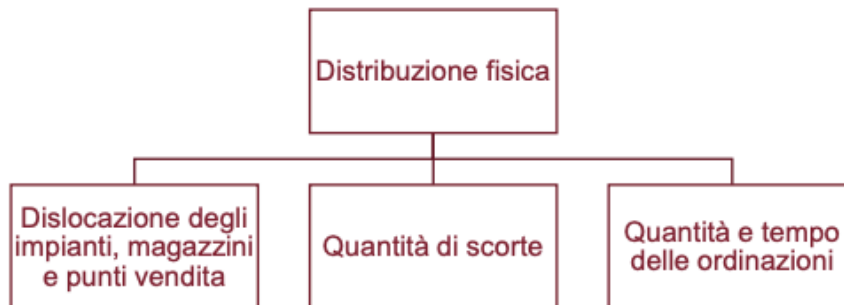 Distribuzione fisica
Dislocazione degli
impianti, magazzini
e punti vendita
Quantità di scorte
Quantità e tempo
delle ordinazioni